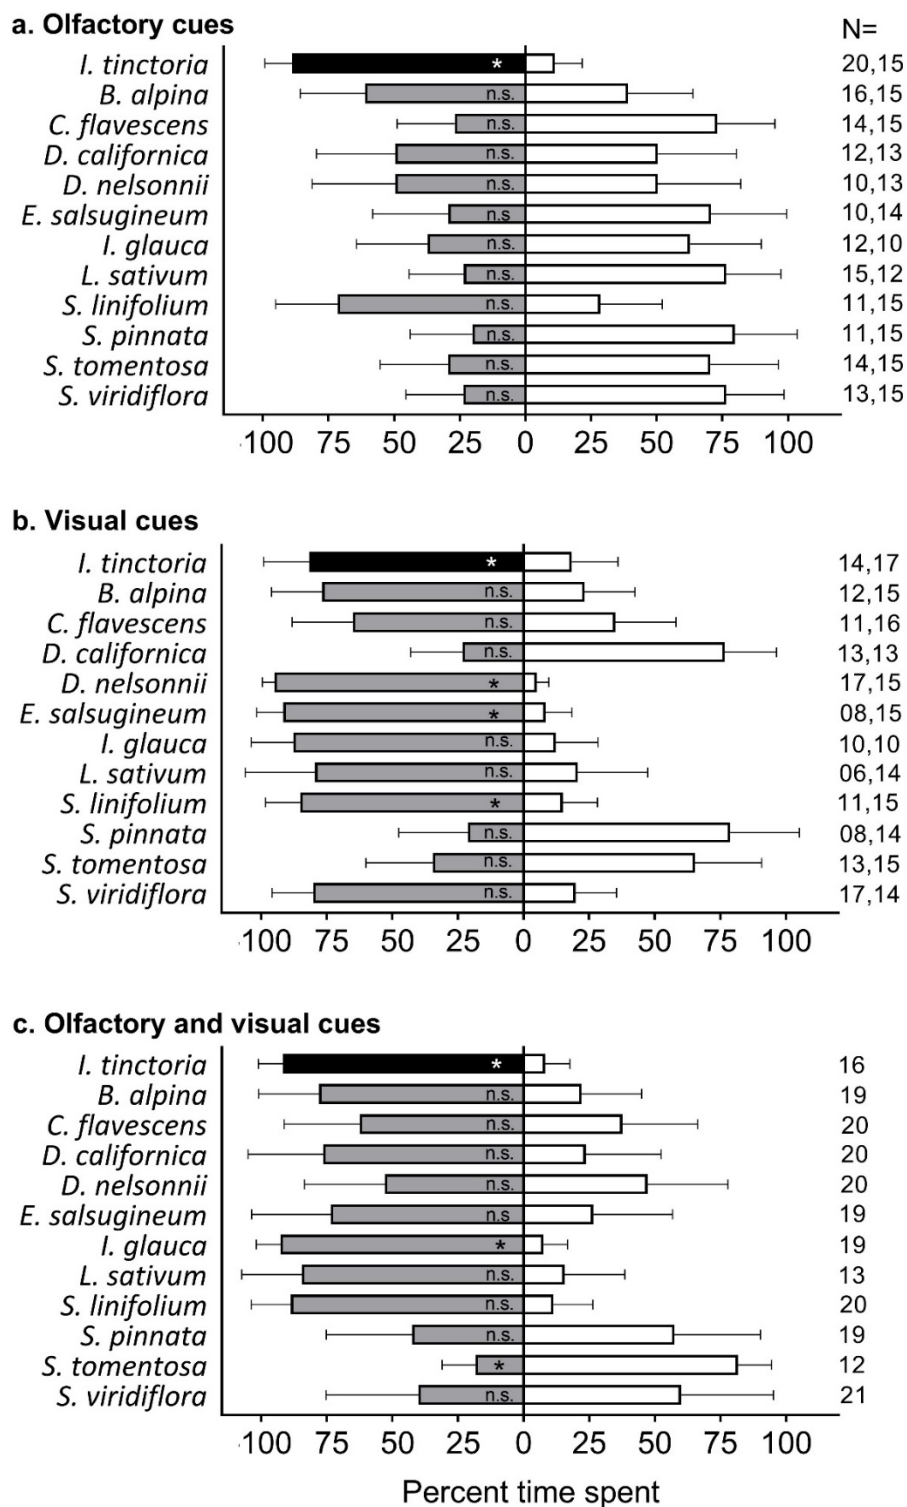 a. Olfactory cues
N=
I. tinctoria * 20,15
B. alpina n.s. 16,15
C. flavescens n.s. 14,15
D. californica n.s. 12,13
D. nelsonnii n.s. 10,13
E. salsugineum n.s 10,14
I. glauca n.s. 12,10
L. sativum n.s. 15,12
S. linifolium n.s. 11,15
S. pinnata n.s. 11,15
S. tomentosa n.s. 14,15
S. viridiflora n.s. 13,15
-100 75 50 25 0 25 50 75 100
b. Visual cues
I. tinctoria * 14,17
B. alpina n.s. 12,15
C. flavescens n.s. 11,16
D. californica n.s. 13,13
D. nelsonnii * 17,15
E. salsugineum * 08,15
I. glauca n.s. 10,10
L. sativum n.s. 06,14
S. linifolium * 11,15
S. pinnata n.s. 08,14
S. tomentosa n.s. 13,15
S. viridiflora n.s. 17,14
-100 75 50 25 0 25 50 75 100
c. Olfactory and visual cues
I. tinctoria * 16
B. alpina n.s. 19
C. flavescens n.s. 20
D. californica n.s. 20
D. nelsonnii n.s. 20
E. salsugineum n.s 19
I. glauca * 19
L. sativum n.s. 13
S. linifolium n.s. 20
S. pinnata n.s. 19
S. tomentosa * 12
S. viridiflora n.s. 21
-100 75 50 25 0 25 50 75 100
Percent time spent